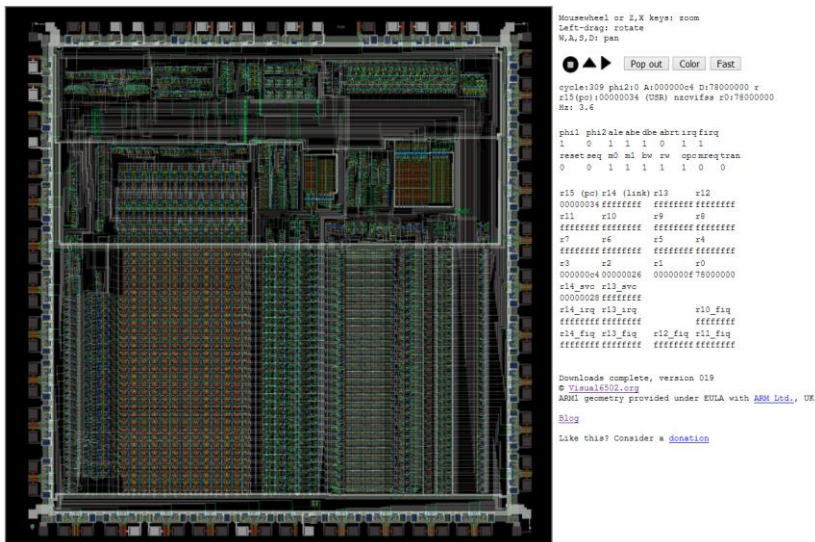 Mousewheel or Z,X keys: zoom
Left-drag: rotate
W,A,S,D: pan
Pop out Color Fast
cycle:309 phi2:0 A:000000c4 D:78000000 r
r15(pc):00000034 (USR) nzcvifss r0:78000000
Hz: 3.6
phi1 phi2 ale abe dbe abrt irq firq
1 0 1 1 1 0 1 1
reset seq m0 m1 bw rw opc mreq tran
0 0 1 1 1 1 1 0 0
r15 (pc) r14 (link) r13 r12
00000034 ffffffff ffffffff ffffffff
r11 r10 r9 r8
ffffffff ffffffff ffffffff ffffffff
r7 r6 r5 r4
ffffffff ffffffff ffffffff ffffffff
r3 r2 r1 r0
000000c4 00000026 0000000f 78000000
r14_svc r13_svc
00000028 ffffffff
r14_irq r13_irq r10_fiq
ffffffff ffffffff ffffffff
r14_fiq r13_fiq r12_fiq r11_fiq
ffffffff ffffffff ffffffff ffffffff
Downloads complete, version 019
© Visual6502.org
ARM1 geometry provided under EULA with ARM Ltd., UK
Blog
Like this? Consider a donation